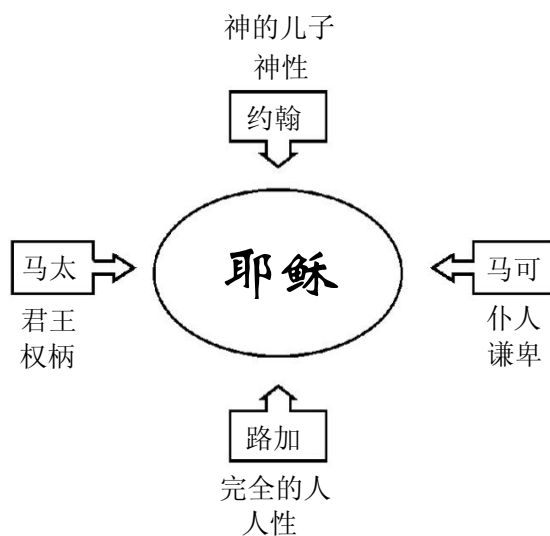 神的儿子
神性
约翰
耶稣
马太
君王
权柄
马可
仆人
谦卑
路加
完全的人
人性